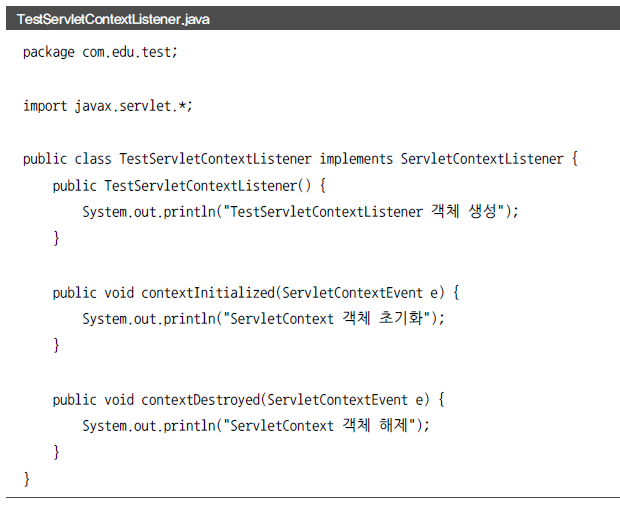 TestServletContextListener.java
package com.edu.test;
import javax.servlet.*;
public class TestServletContextListener implements ServletContextListener {
public TestServletContextListener() {
System.out.println("TestServletContextListener 객체 생성");
}
public void contextInitialized(ServletContextEvent e) {
System.out.println("ServletContext 객체 초기화");
}
public void contextDestroyed(ServletContextEvent e) {
System.out.println("ServletContext 객체 해제");
}
}